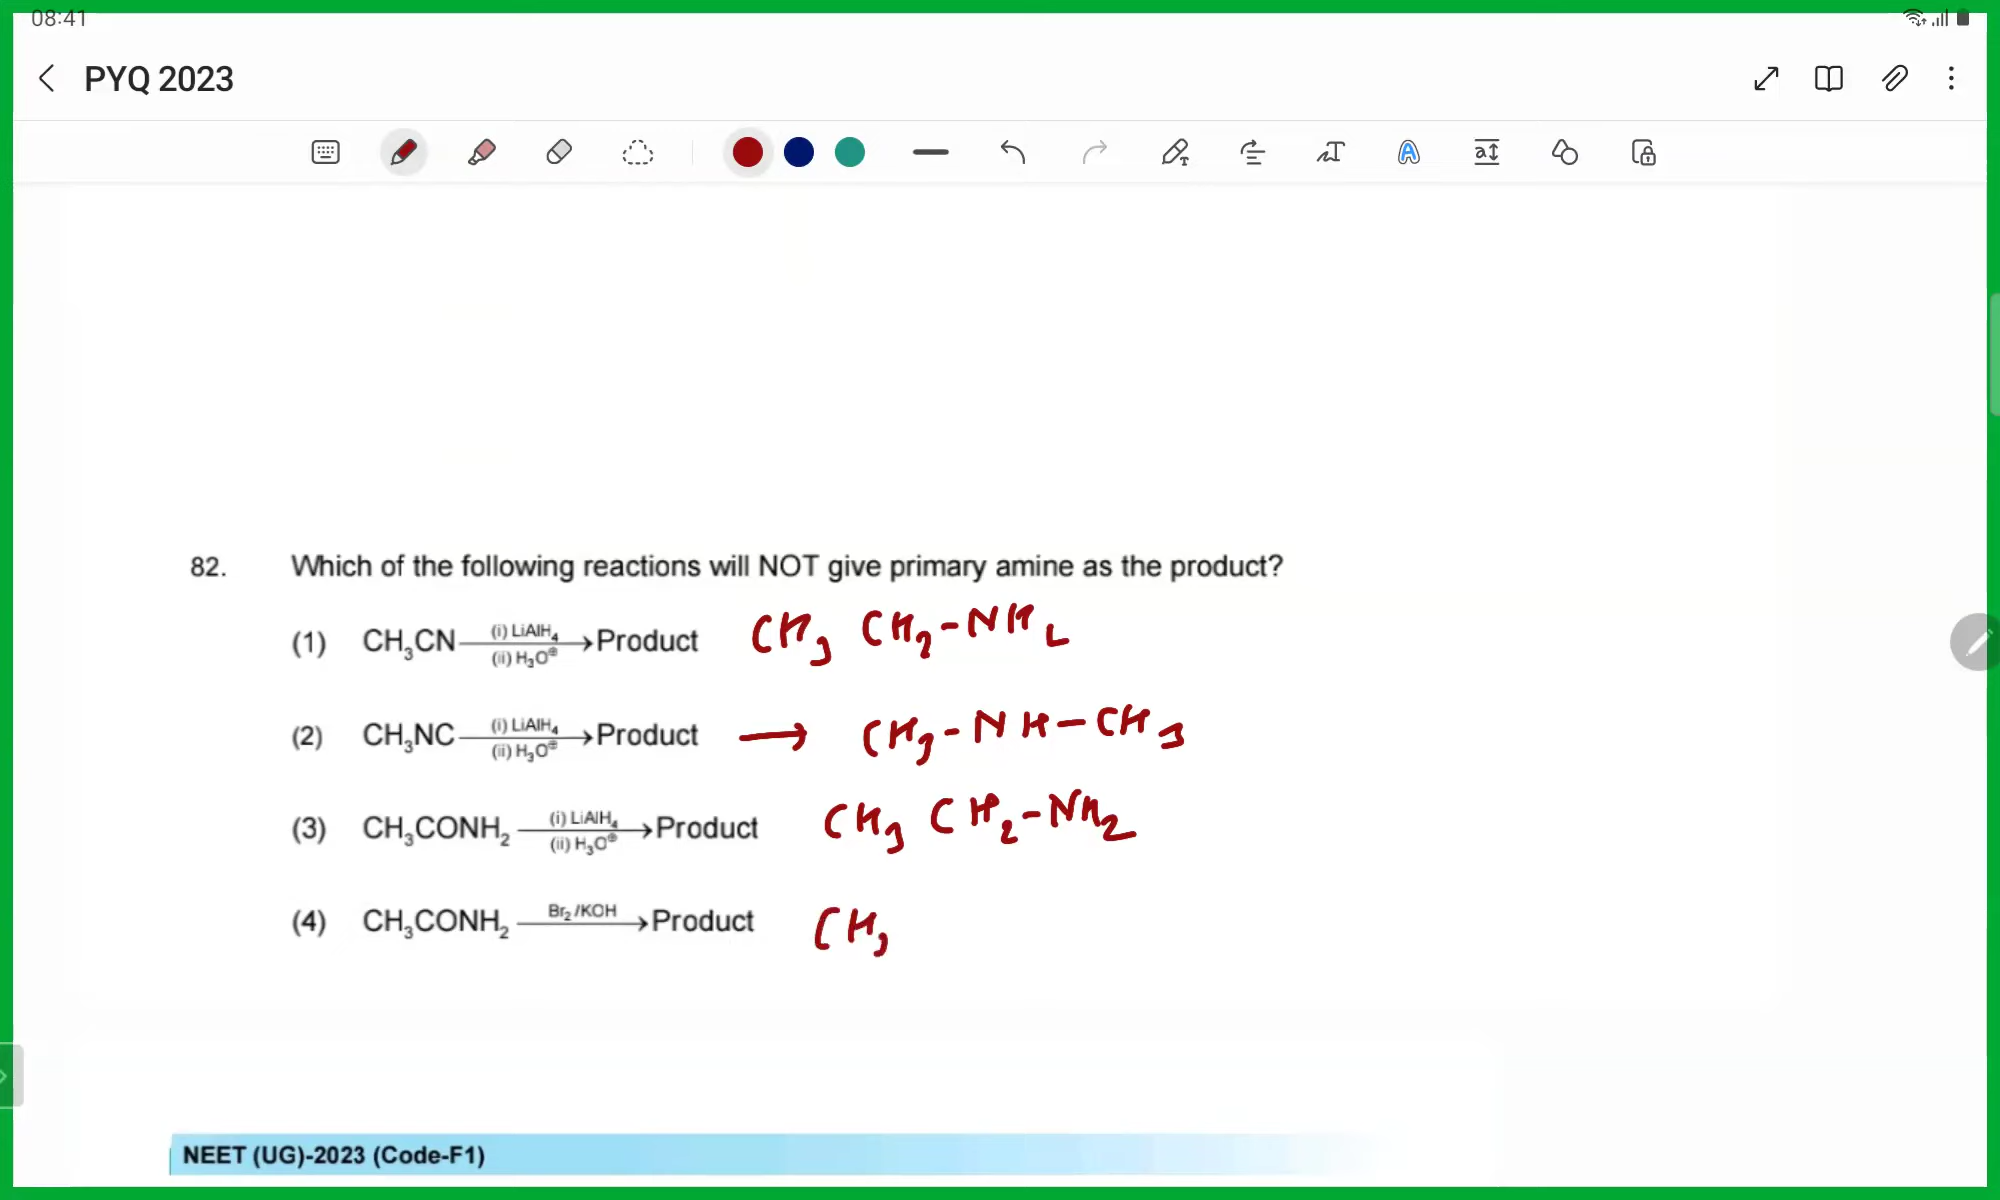 08:41
PYQ 2023
82. Which of the following reactions will NOT give primary amine as the product?
(1) CH₃CN (i) LiAlH₄ (ii) H₃O⊕ → Product CH₃ CH₂-NH₂
(2) CH₃NC (i) LiAlH₄ (ii) H₃O⊕ → Product → CH₃-NH-CH₃
(3) CH₃CONH₂ (i) LiAlH₄ (ii) H₃O⊕ → Product CH₃ CH₂-NH₂
(4) CH₃CONH₂ Br₂/KOH → Product CH₃
NEET (UG)-2023 (Code-F1)